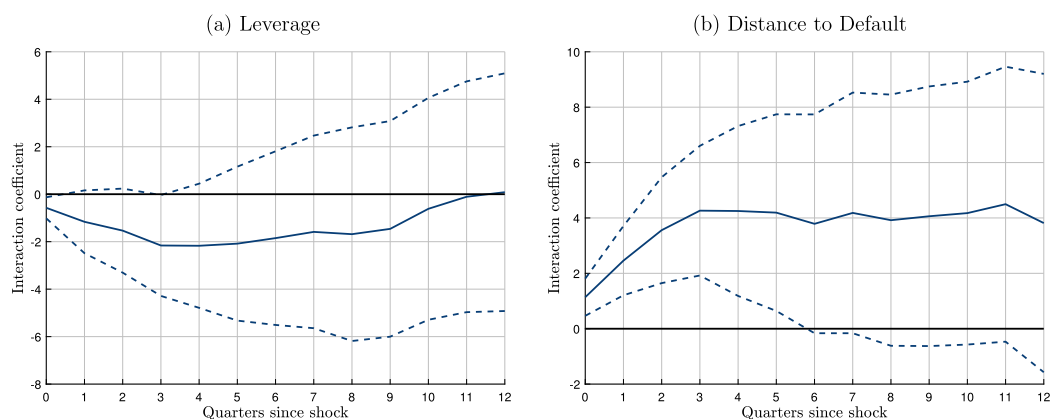 (a) Leverage
6
4
2
0
-2
-4
-6
-8
Interaction coefficient
0 1 2 3 4 5 6 7 8 9 10 11 12
Quarters since shock
(b) Distance to Default
10
8
6
4
2
0
-2
Interaction coefficient
0 1 2 3 4 5 6 7 8 9 10 11 12
Quarters since shock